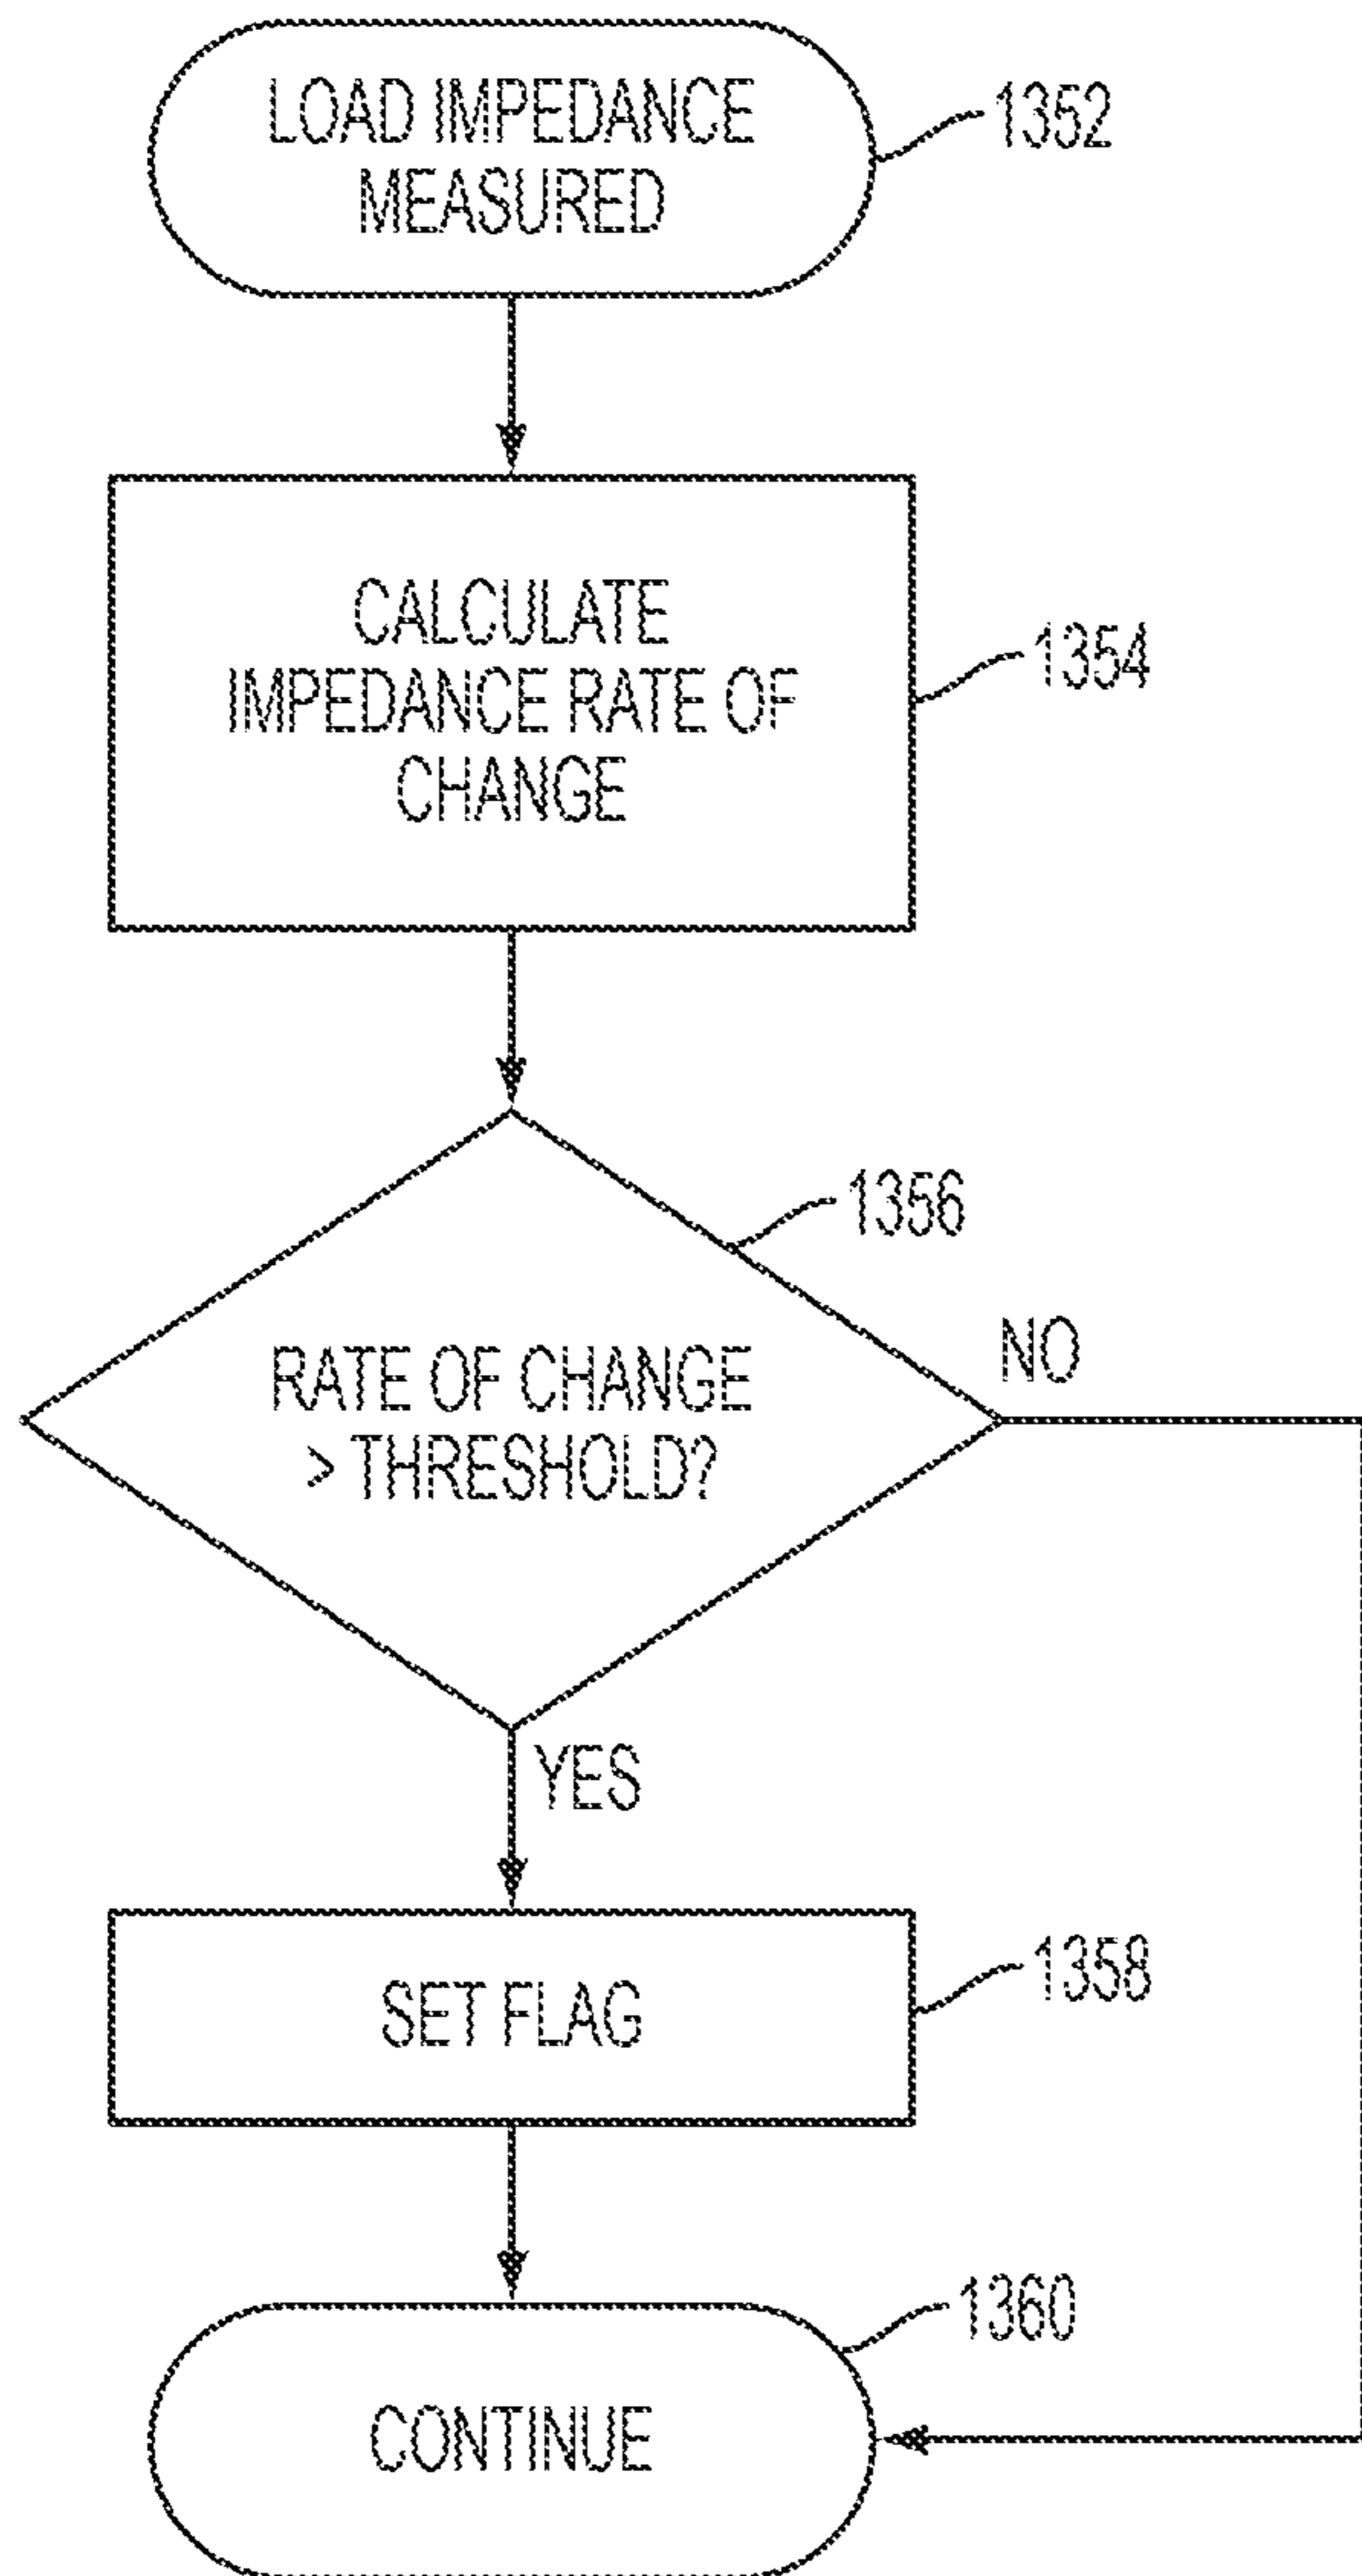 LOAD IMPEDANCE
MEASURED
1352
CALCULATE
IMPEDANCE RATE OF
CHANGE
1354
1356
RATE OF CHANGE
> THRESHOLD?
NO
YES
SET FLAG
1358
1360
CONTINUE